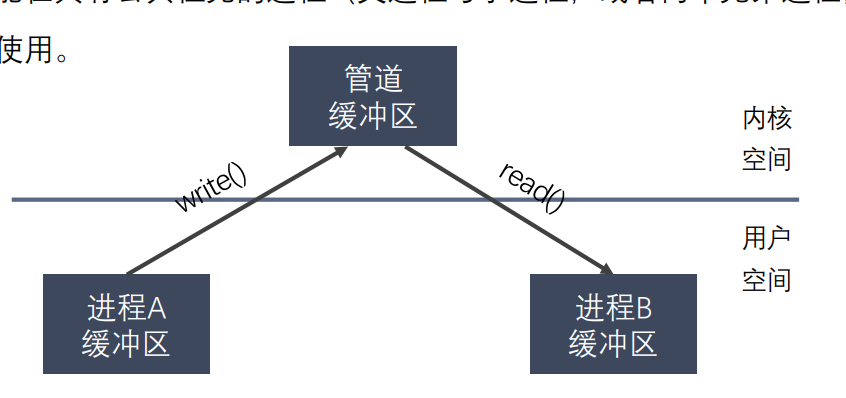 使用。
管道
缓冲区
内核
空间
write()
read()
用户
空间
进程A
缓冲区
进程B
缓冲区